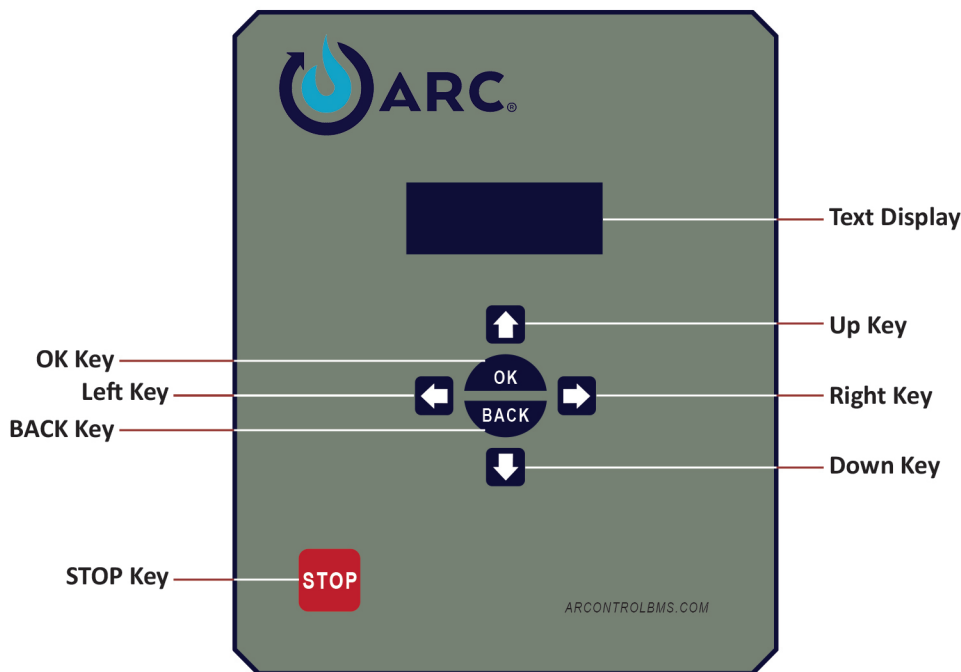 ARC®
Text Display
Up Key
OK Key
OK
Left Key
Right Key
BACK
BACK Key
Down Key
STOP Key
STOP
ARCONTROLBMS.COM